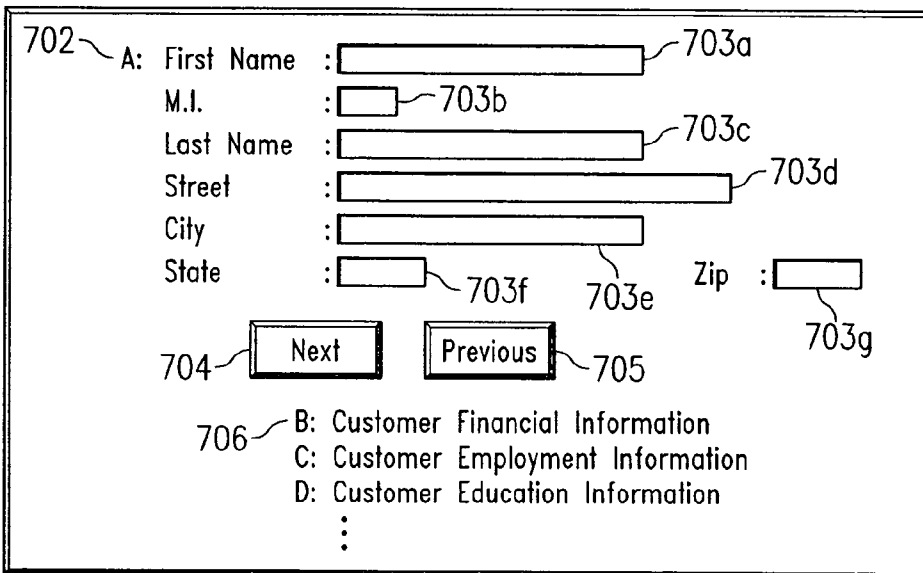 702 A: First Name : 703a
M.I. : 703b
Last Name : 703c
Street : 703d
City : 703e
State : 703f Zip : 703g
704 Next Previous 705
706 B: Customer Financial Information
C: Customer Employment Information
D: Customer Education Information